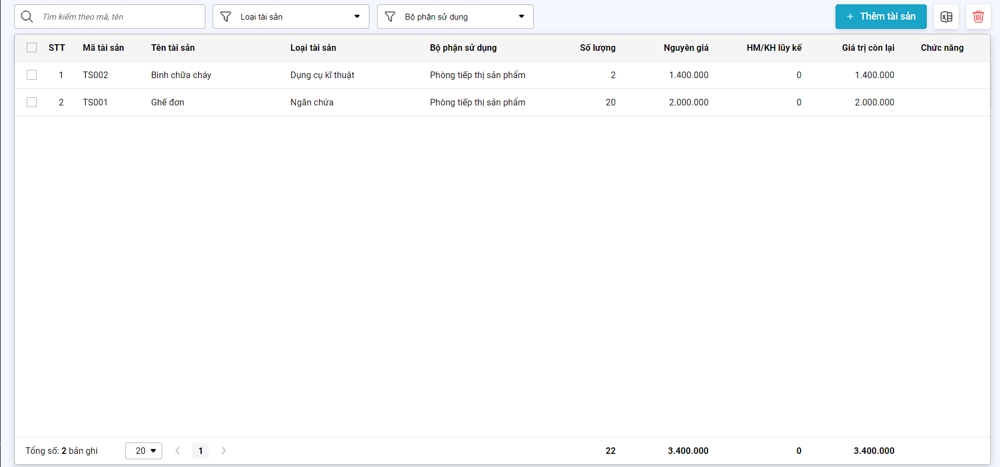 Tìm kiếm theo mã, tên Loại tài sản Bộ phận sử dụng + Thêm tài sản
STT Mã tài sản Tên tài sản Loại tài sản Bộ phận sử dụng Số lượng Nguyên giá HM/KH lũy kế Giá trị còn lại Chức năng
1 TS002 Bình chữa cháy Dụng cụ kĩ thuật Phòng tiếp thị sản phẩm 2 1.400.000 0 1.400.000
2 TS001 Ghế đơn Ngăn chứa Phòng tiếp thị sản phẩm 20 2.000.000 0 2.000.000
Tổng số: 2 bản ghi 20 1 22 3.400.000 0 3.400.000